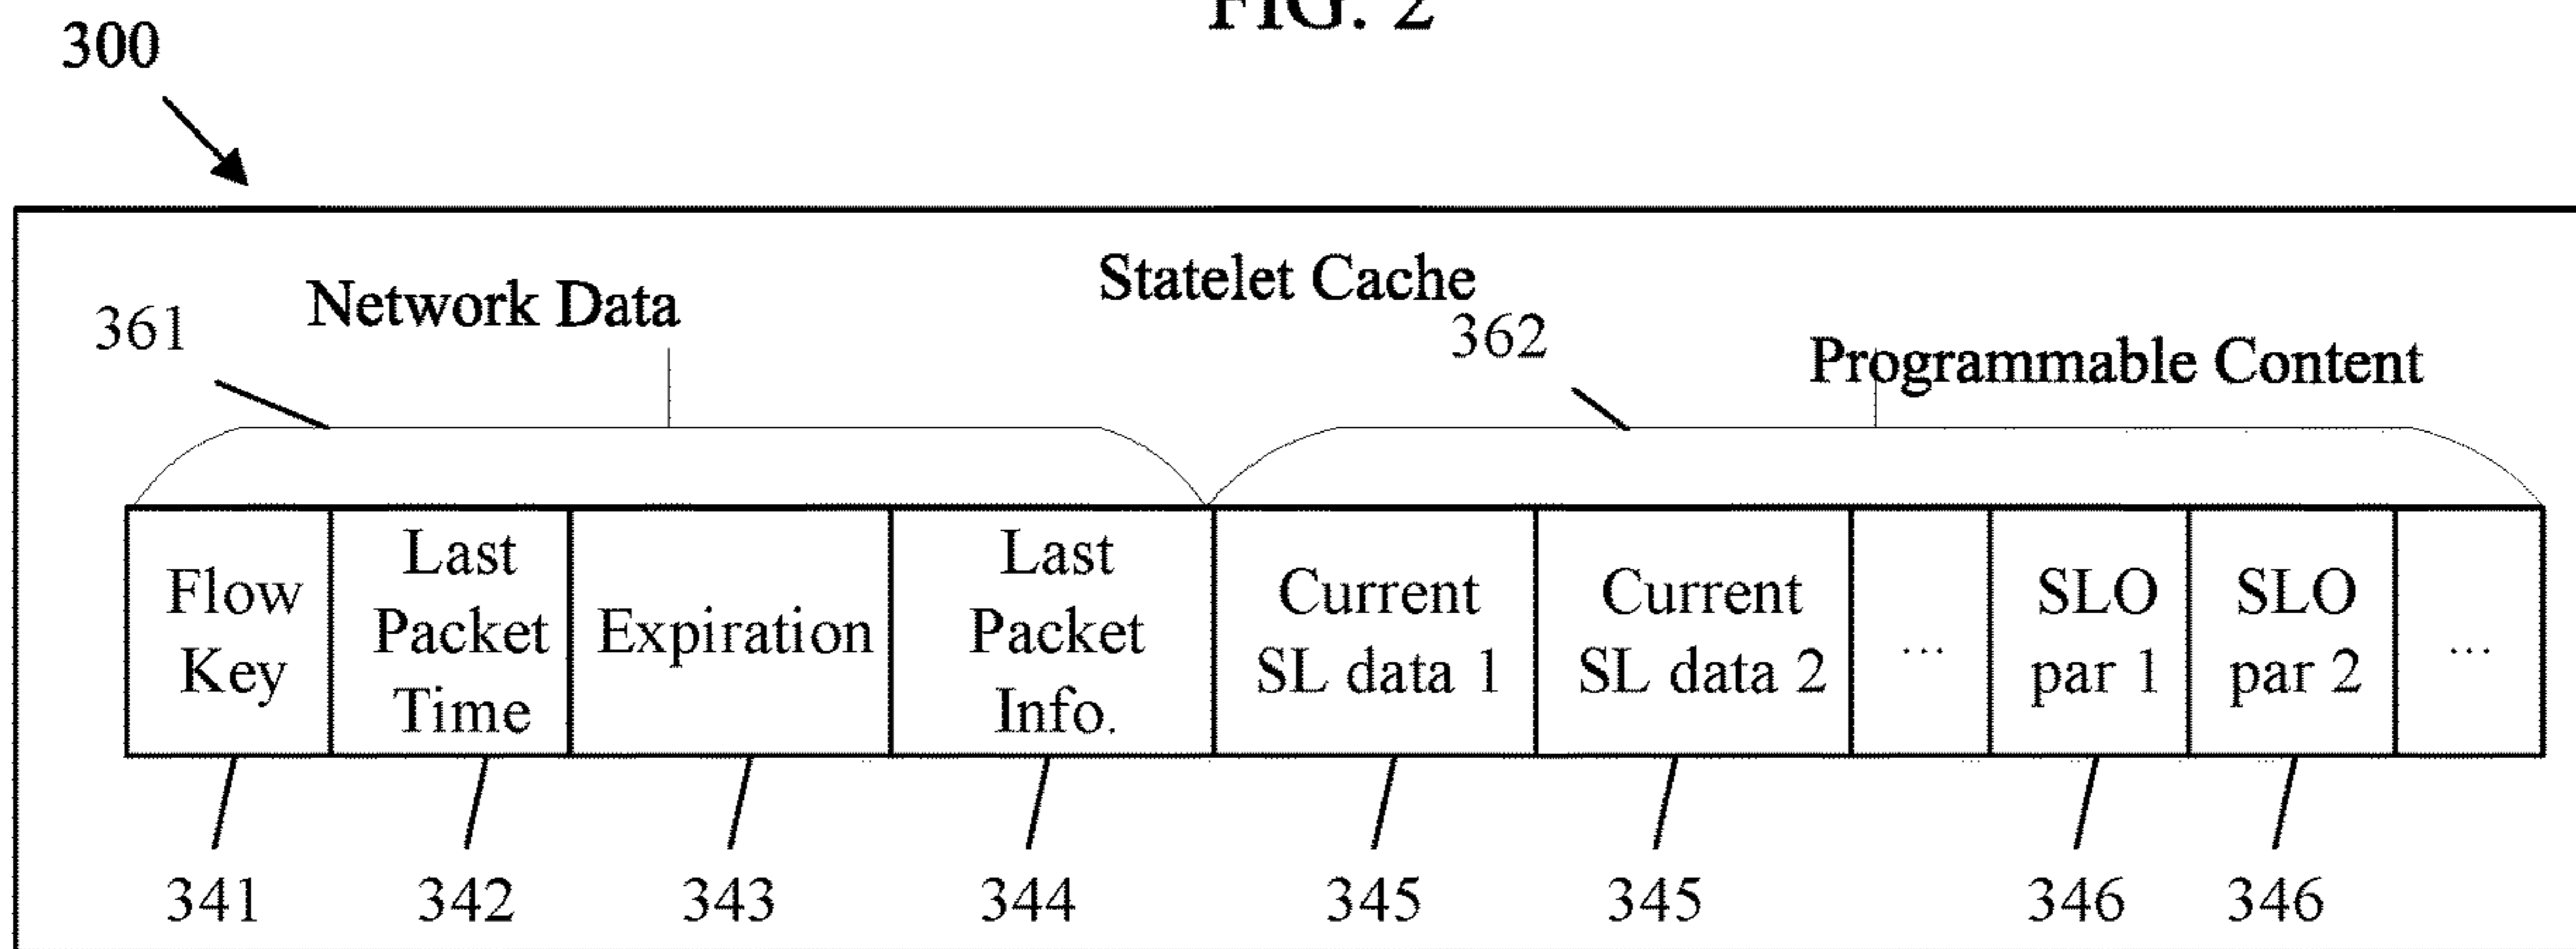 FIG. 2
300
Statelet Cache
Network Data
361
362
Programmable Content
Flow
Key
Last
Packet
Time
Expiration
Last
Packet
Info.
Current
SL data 1
Current
SL data 2
...
SLO
par 1
SLO
par 2
...
341
342
343
344
345
345
346
346